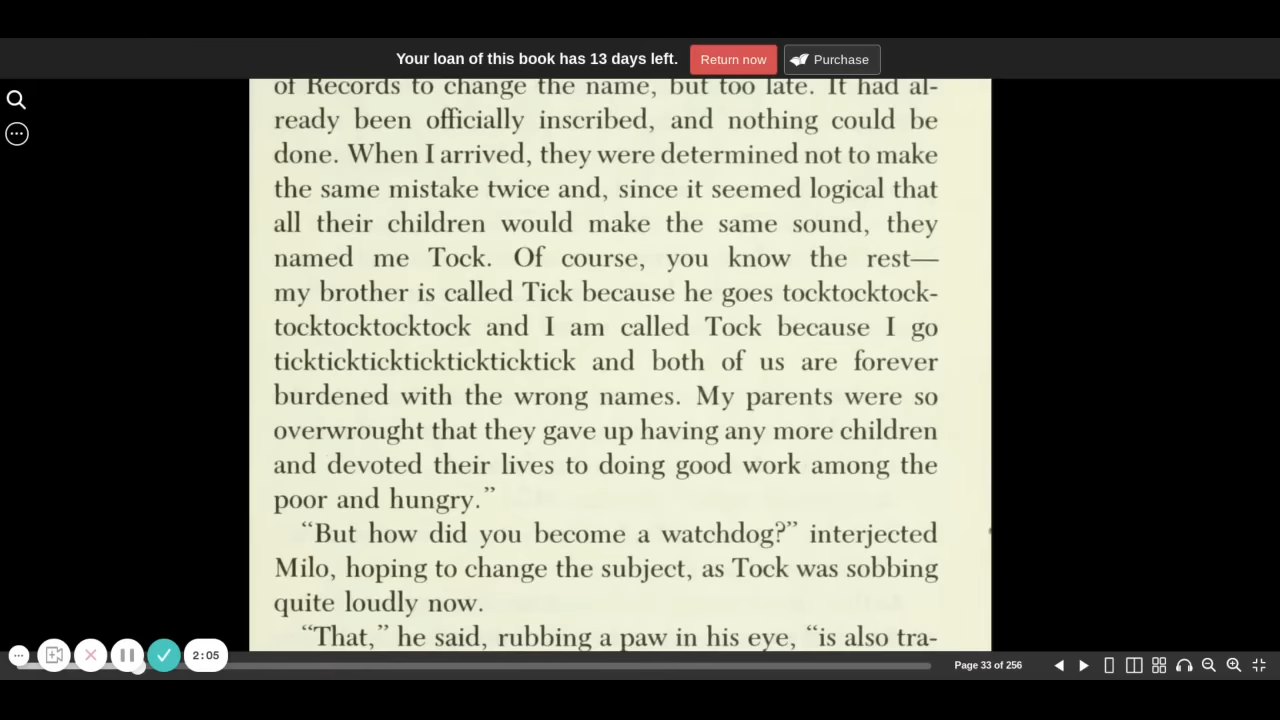 Your loan of this book has 13 days left. Return now Purchase
of Records to change the name, but too late. It had al-
ready been officially inscribed, and nothing could be
done. When I arrived, they were determined not to make
the same mistake twice and, since it seemed logical that
all their children would make the same sound, they
named me Tock. Of course, you know the rest—
my brother is called Tick because he goes tocktocktock-
tocktocktocktock and I am called Tock because I go
tickticktickticktickticktick and both of us are forever
burdened with the wrong names. My parents were so
overwrought that they gave up having any more children
and devoted their lives to doing good work among the
poor and hungry.”
“But how did you become a watchdog?” interjected
Milo, hoping to change the subject, as Tock was sobbing
quite loudly now.
“That,” he said, rubbing a paw in his eye, “is also tra-
2:05
Page 33 of 256